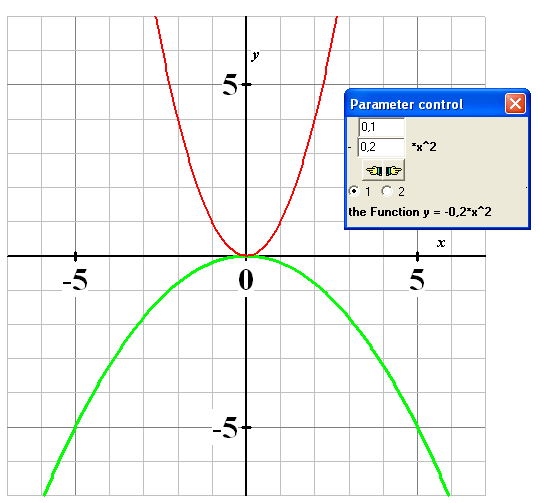 y
5
Parameter control
0,1
- 0,2 *x^2
1 2
the Function y = -0,2*x^2
x
-5 0 5
-5